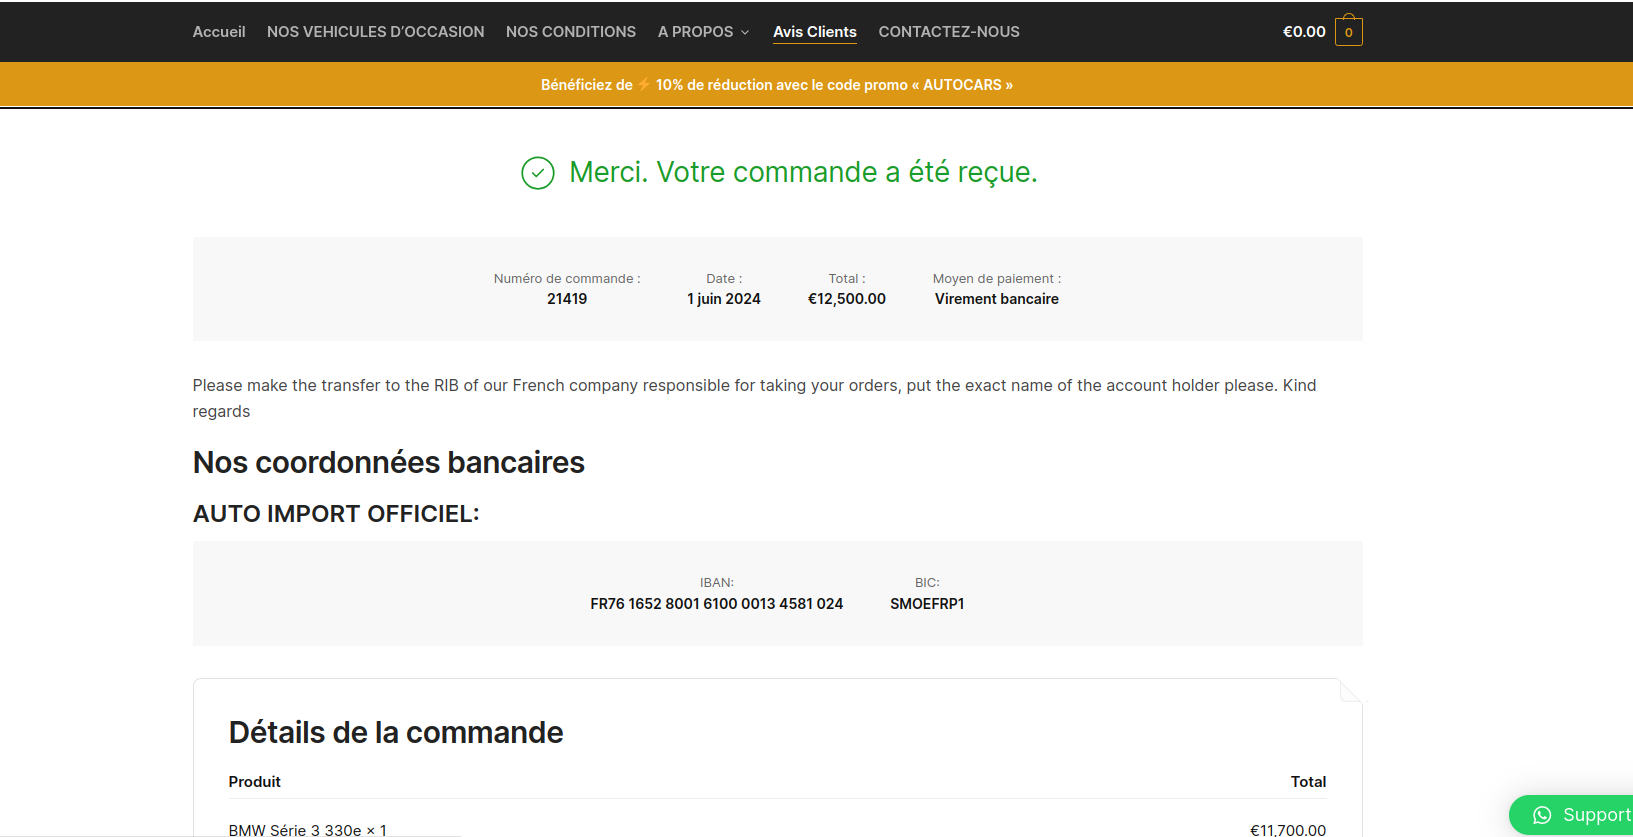 Accueil NOS VEHICULES D'OCCASION NOS CONDITIONS A PROPOS Avis Clients CONTACTEZ-NOUS €0.00 0
Bénéficiez de ⚡ 10% de réduction avec le code promo « AUTOCARS »
Merci. Votre commande a été reçue.
Numéro de commande : Date : Total : Moyen de paiement :
21419 1 juin 2024 €12,500.00 Virement bancaire
Please make the transfer to the RIB of our French company responsible for taking your orders, put the exact name of the account holder please. Kind
regards
Nos coordonnées bancaires
AUTO IMPORT OFFICIEL:
IBAN: BIC:
FR76 1652 8001 6100 0013 4581 024 SMOEFRP1
Détails de la commande
Produit Total
BMW Série 3 330e × 1 €11,700.00
Support